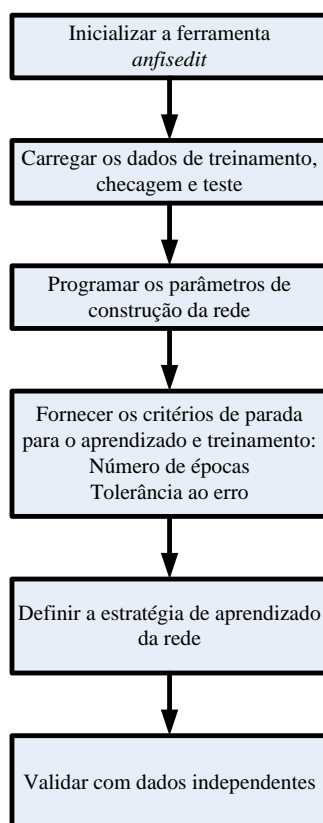 Inicializar a ferramenta
anfisedit
Carregar os dados de treinamento,
checagem e teste
Programar os parâmetros de
construção da rede
Fornecer os critérios de parada
para o aprendizado e treinamento:
Número de épocas
Tolerância ao erro
Definir a estratégia de aprendizado
da rede
Validar com dados independentes